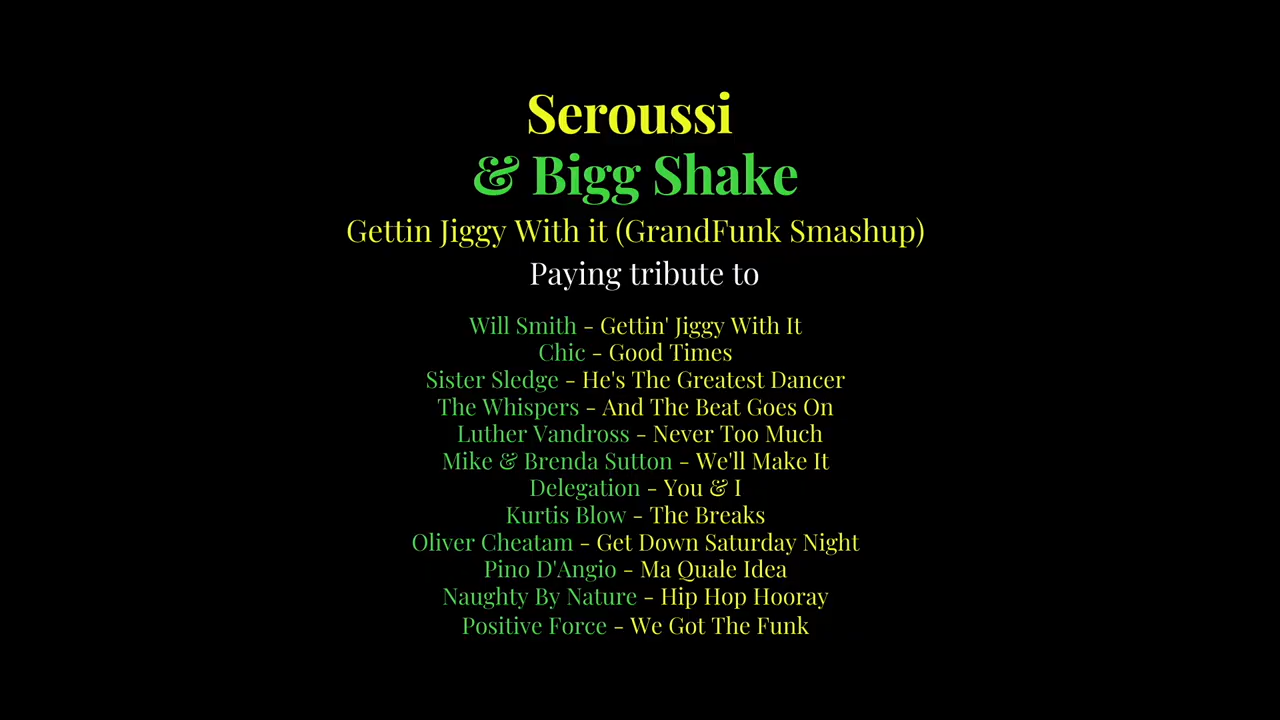 Seroussi
& Bigg Shake
Gettin Jiggy With it (GrandFunk Smashup)
Paying tribute to
Will Smith - Gettin' Jiggy With It
Chic - Good Times
Sister Sledge - He's The Greatest Dancer
The Whispers - And The Beat Goes On
Luther Vandross - Never Too Much
Mike & Brenda Sutton - We'll Make It
Delegation - You & I
Kurtis Blow - The Breaks
Oliver Cheatam - Get Down Saturday Night
Pino D'Angio - Ma Quale Idea
Naughty By Nature - Hip Hop Hooray
Positive Force - We Got The Funk